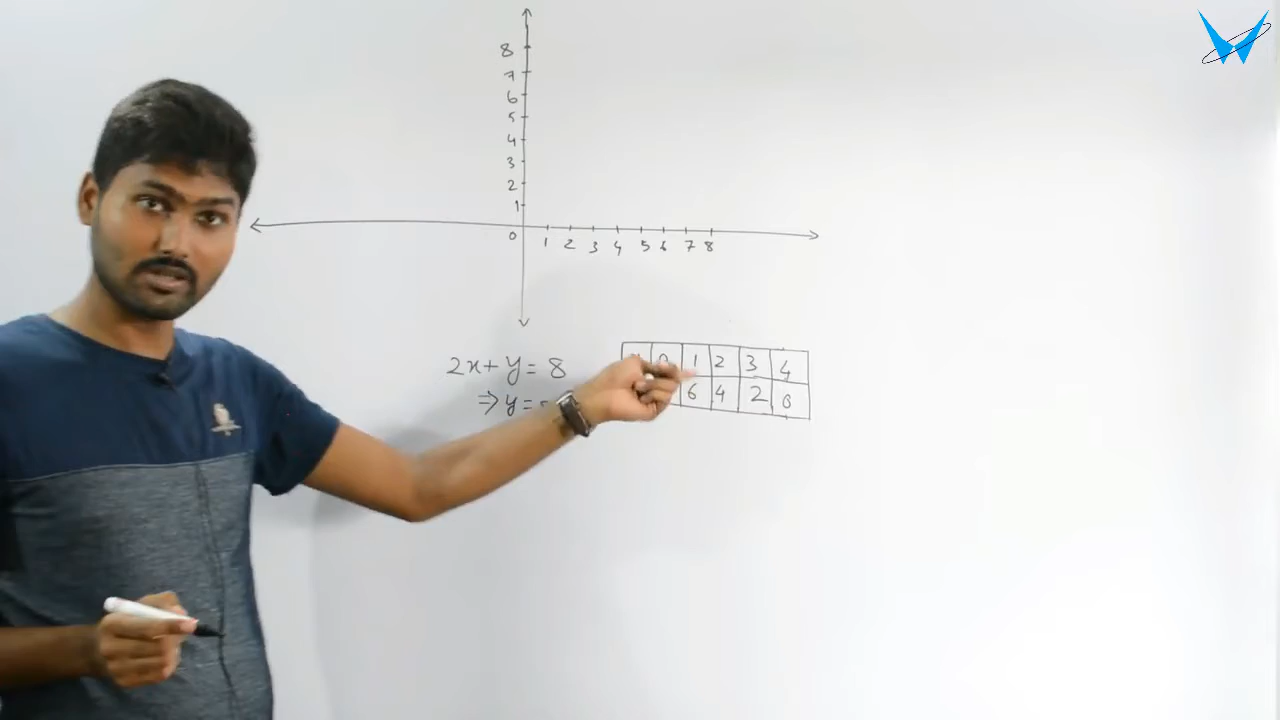 8
7
6
5
4
3
2
1
0 1 2 3 4 5 6 7 8
2x+y=8
⇒y=
0 1 2 3 4
6 4 2 0